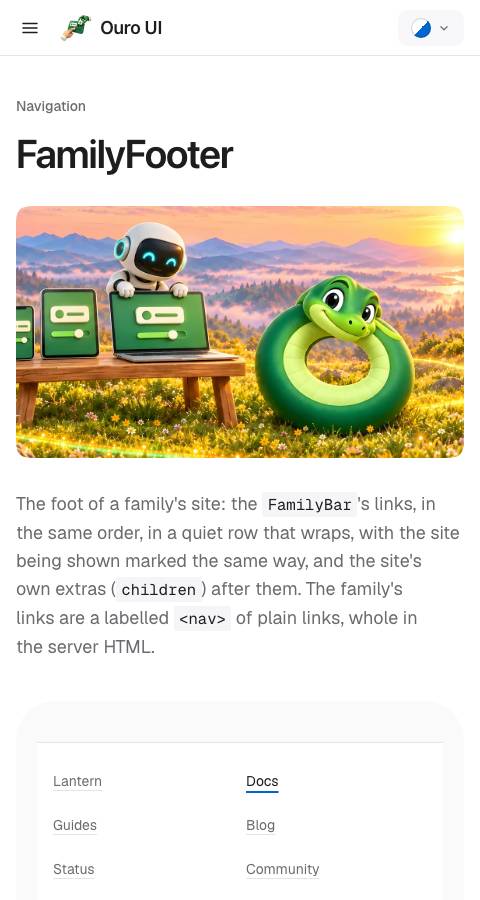 Ouro UI
Navigation
FamilyFooter
The foot of a family's site: the FamilyBar's links, in
the same order, in a quiet row that wraps, with the site
being shown marked the same way, and the site's
own extras (children) after them. The family's
links are a labelled <nav> of plain links, whole in
the server HTML.
Lantern Docs
Guides Blog
Status Community